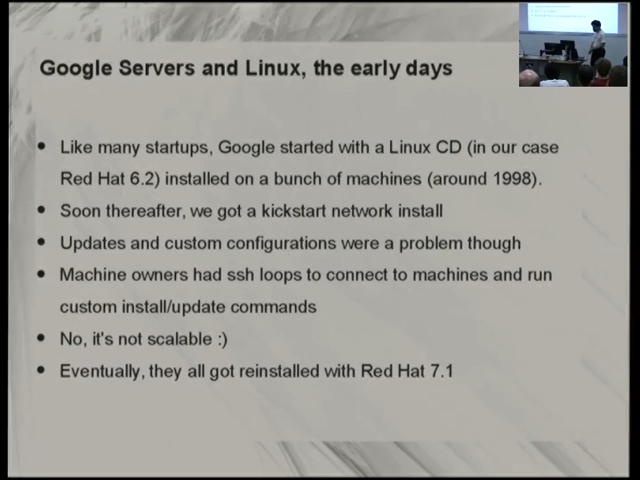 Google Servers and Linux, the early days
Like many startups, Google started with a Linux CD (in our case
Red Hat 6.2) installed on a bunch of machines (around 1998).
Soon thereafter, we got a kickstart network install
Updates and custom configurations were a problem though
Machine owners had ssh loops to connect to machines and run
custom install/update commands
No, it's not scalable :)
Eventually, they all got reinstalled with Red Hat 7.1